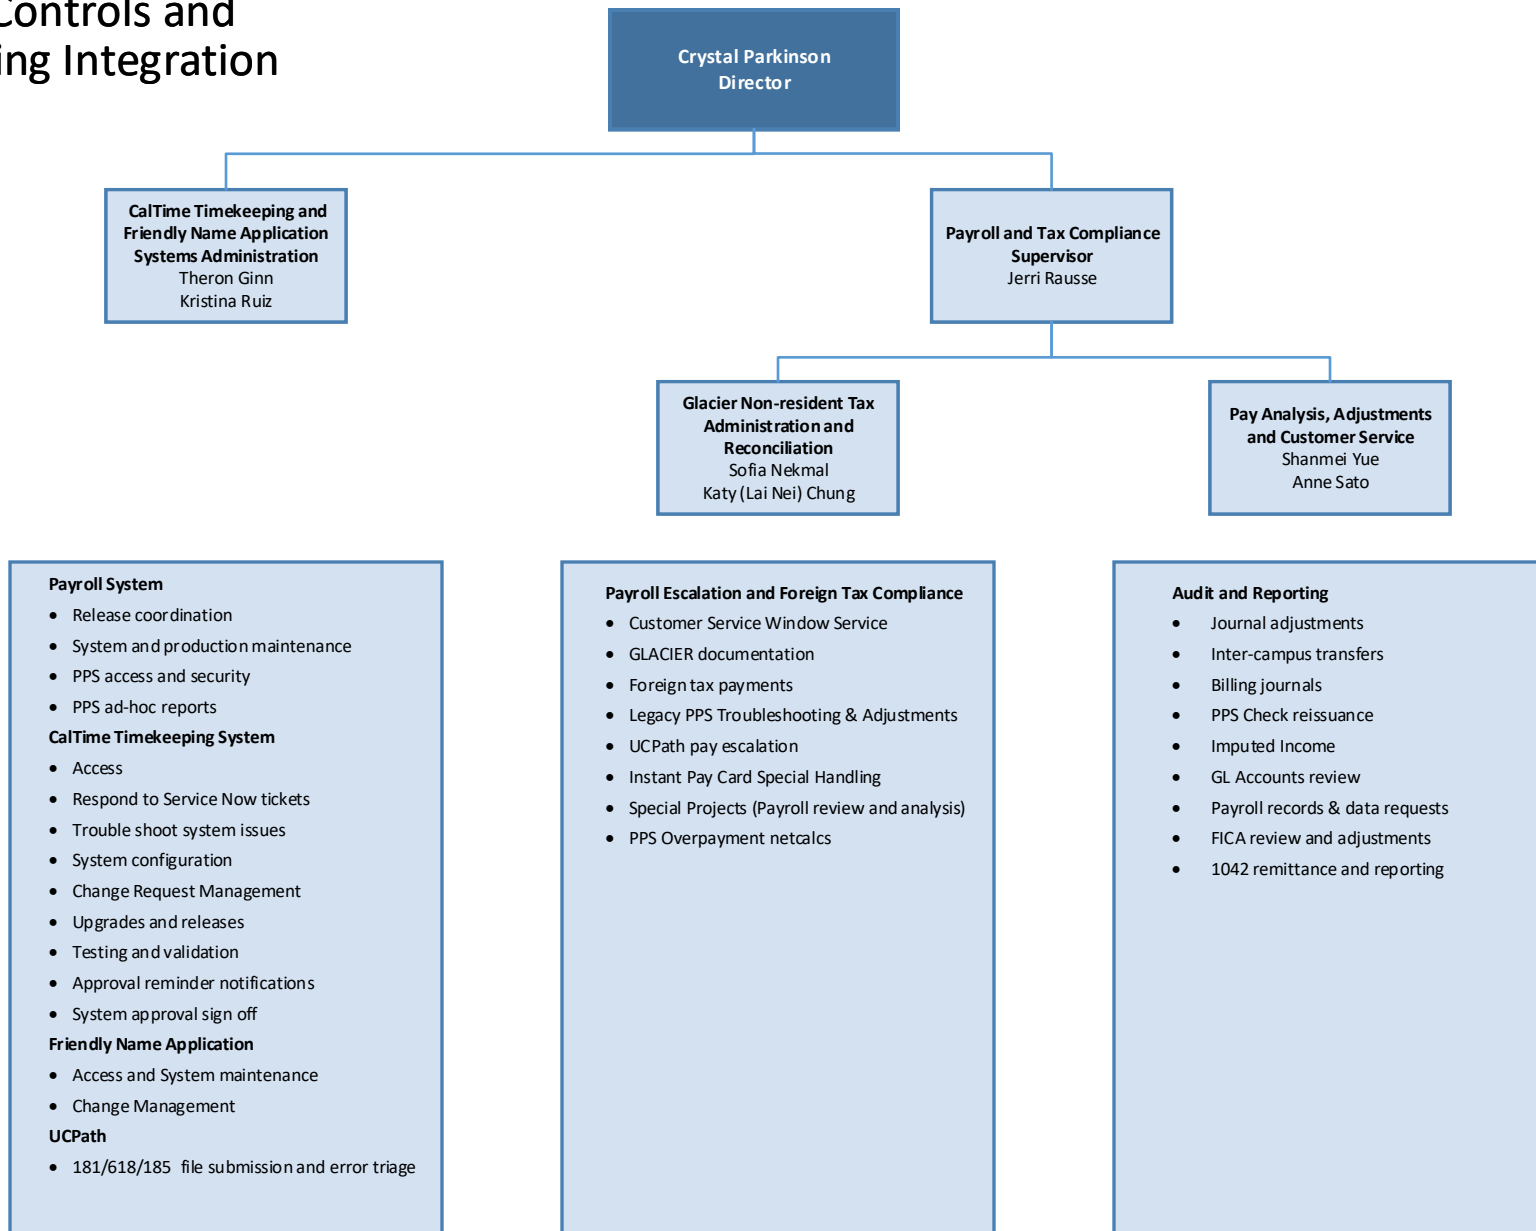 Controls and
ing Integration
Crystal Parkinson
Director
CalTime Timekeeping and
Friendly Name Application
Systems Administration
Theron Ginn
Kristina Ruiz
Payroll and Tax Compliance
Supervisor
Jerri Rausse
Glacier Non-resident Tax
Administration and
Reconciliation
Sofia Nekmal
Katy (Lai Nei) Chung
Pay Analysis, Adjustments
and Customer Service
Shanmei Yue
Anne Sato
Payroll System
• Release coordination
• System and production maintenance
• PPS access and security
• PPS ad-hoc reports
CalTime Timekeeping System
• Access
• Respond to Service Now tickets
• Trouble shoot system issues
• System configuration
• Change Request Management
• Upgrades and releases
• Testing and validation
• Approval reminder notifications
• System approval sign off
Friendly Name Application
• Access and System maintenance
• Change Management
UCPath
• 181/618/185 file submission and error triage
Payroll Escalation and Foreign Tax Compliance
• Customer Service Window Service
• GLACIER documentation
• Foreign tax payments
• Legacy PPS Troubleshooting & Adjustments
• UCPath pay escalation
• Instant Pay Card Special Handling
• Special Projects (Payroll review and analysis)
• PPS Overpayment netcalcs
Audit and Reporting
• Journal adjustments
• Inter-campus transfers
• Billing journals
• PPS Check reissuance
• Imputed Income
• GL Accounts review
• Payroll records & data requests
• FICA review and adjustments
• 1042 remittance and reporting